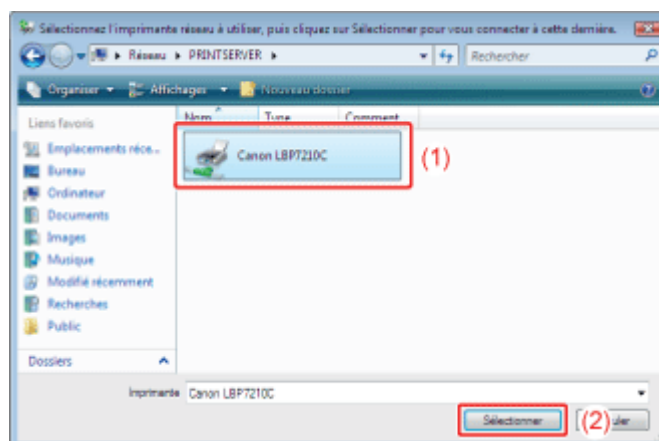 Sélectionnez l'imprimante réseau à utiliser, puis cliquez sur Sélectionner pour vous connecter à cette dernière.
Réseau PRINTSERVER Rechercher
Organiser Affichages Nouveau dossier
Liens favoris Nom Type Comment
Emplacements réce...
Canon LBP7210C (1)
Bureau
Ordinateur
Documents
Images
Musique
Modifié récemment
Recherches
Public
Dossiers
Imprimante Canon LBP7210C
Sélectionner (2)